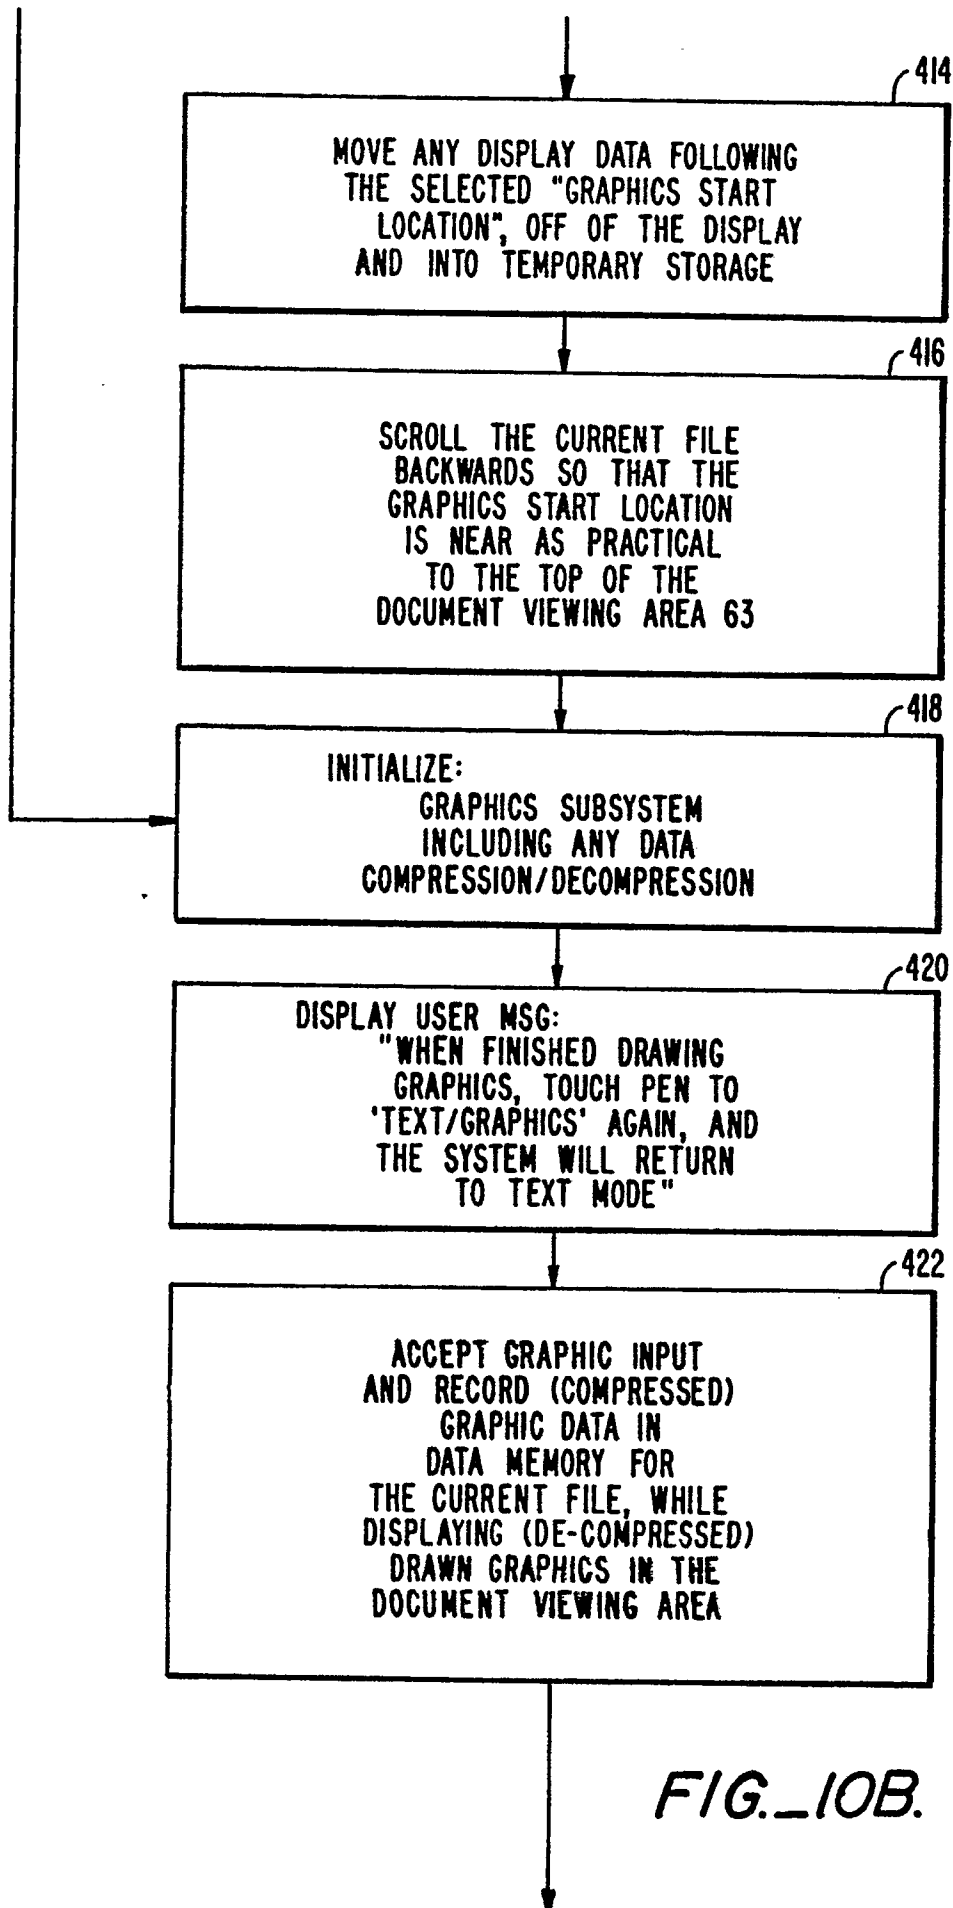 414
MOVE ANY DISPLAY DATA FOLLOWING
THE SELECTED "GRAPHICS START
LOCATION", OFF OF THE DISPLAY
AND INTO TEMPORARY STORAGE
416
SCROLL THE CURRENT FILE
BACKWARDS SO THAT THE
GRAPHICS START LOCATION
IS NEAR AS PRACTICAL
TO THE TOP OF THE
DOCUMENT VIEWING AREA 63
418
INITIALIZE:
GRAPHICS SUBSYSTEM
INCLUDING ANY DATA
COMPRESSION/DECOMPRESSION
420
DISPLAY USER MSG:
"WHEN FINISHED DRAWING
GRAPHICS, TOUCH PEN TO
'TEXT/GRAPHICS' AGAIN, AND
THE SYSTEM WILL RETURN
TO TEXT MODE"
422
ACCEPT GRAPHIC INPUT
AND RECORD (COMPRESSED)
GRAPHIC DATA IN
DATA MEMORY FOR
THE CURRENT FILE, WHILE
DISPLAYING (DE-COMPRESSED)
DRAWN GRAPHICS IN THE
DOCUMENT VIEWING AREA
FIG._10B.